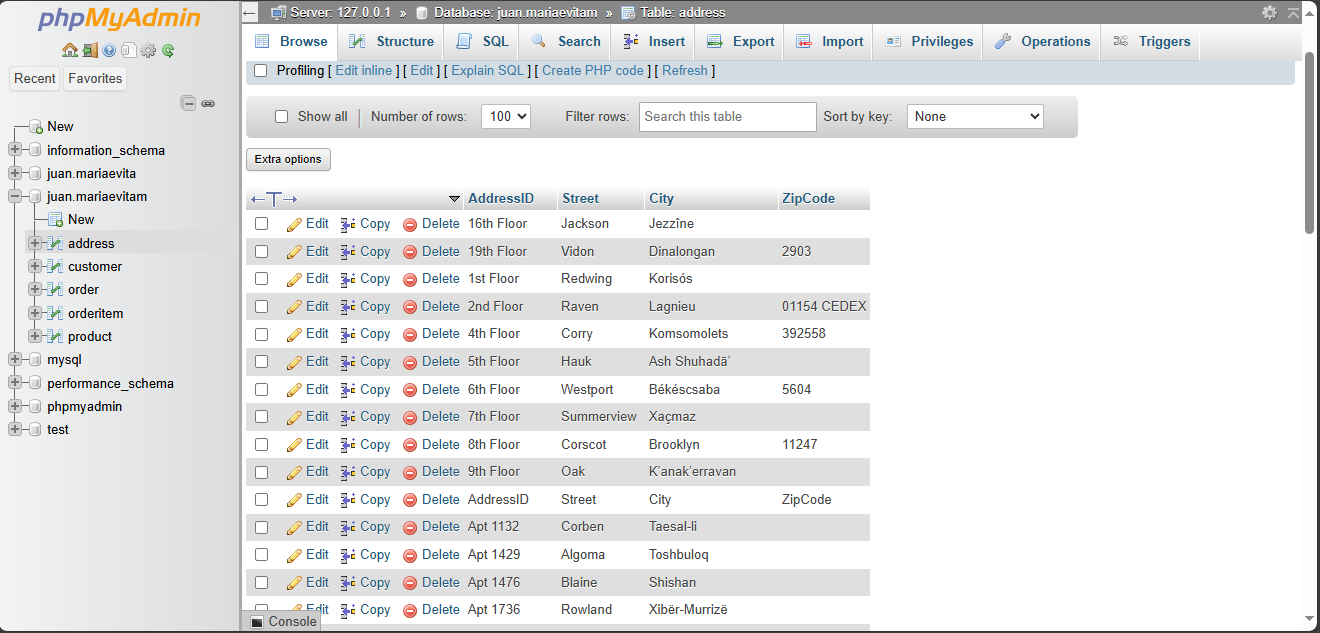 phpMyAdmin
Recent Favorites
New
information_schema
juan.mariaevita
juan.mariaevitam
New
address
customer
order
orderitem
product
mysql
performance_schema
phpmyadmin
test
Server: 127.0.0.1 » Database: juan.mariaevitam » Table: address
Browse Structure SQL Search Insert Export Import Privileges Operations Triggers
Profiling [ Edit inline ] [ Edit ] [ Explain SQL ] [ Create PHP code ] [ Refresh ]
Show all Number of rows: 100 Filter rows: Search this table Sort by key: None
Extra options
AddressID Street City ZipCode
Edit Copy Delete 16th Floor Jackson Jezzîne
Edit Copy Delete 19th Floor Vidon Dinalongan 2903
Edit Copy Delete 1st Floor Redwing Korisós
Edit Copy Delete 2nd Floor Raven Lagnieu 01154 CEDEX
Edit Copy Delete 4th Floor Corry Komsomolets 392558
Edit Copy Delete 5th Floor Hauk Ash Shuhadā’
Edit Copy Delete 6th Floor Westport Békéscsaba 5604
Edit Copy Delete 7th Floor Summerview Xaçmaz
Edit Copy Delete 8th Floor Corscot Brooklyn 11247
Edit Copy Delete 9th Floor Oak K’anak’erravan
Edit Copy Delete AddressID Street City ZipCode
Edit Copy Delete Apt 1132 Corben Taesal-li
Edit Copy Delete Apt 1429 Algoma Toshbuloq
Edit Copy Delete Apt 1476 Blaine Shishan
Edit Copy Delete Apt 1736 Rowland Xibër-Murrizë
Console